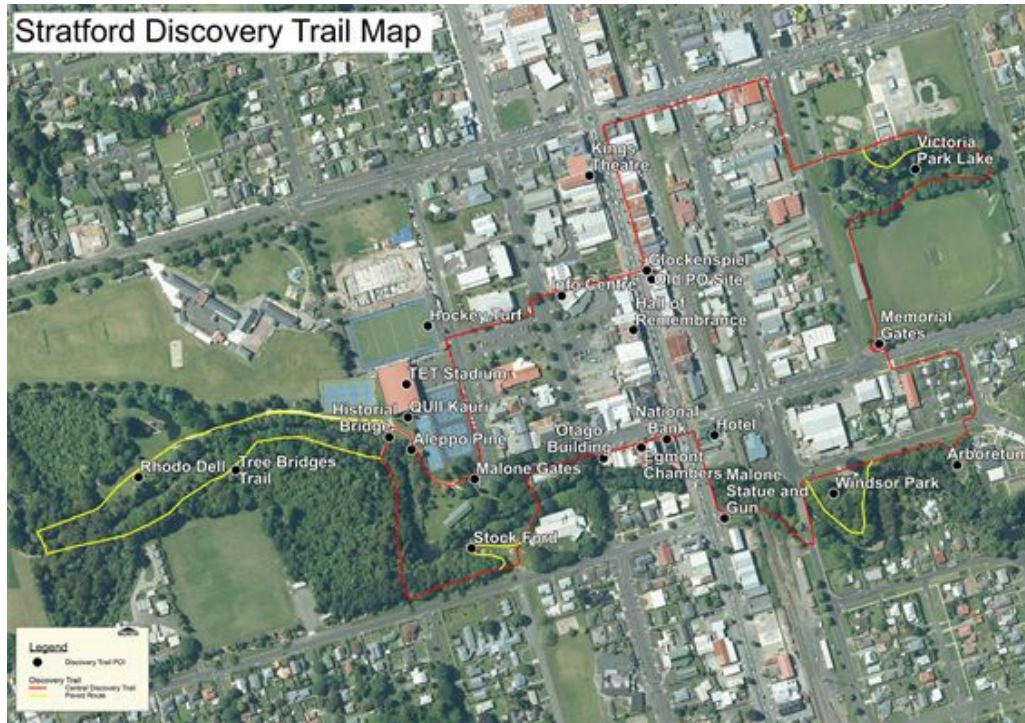 Stratford Discovery Trail Map
Kings
Theatre
Victoria
Park Lake
Glockenspiel
Old PO Site
Info Centre
Hall of
Remembrance
Hockey Turf
Memorial
Gates
TET Stadium
QUII Kauri
Historial
Bridge
Aleppo Pine
Otago
Building
National
Bank
Hotel
Egmont
Chambers
Malone Gates
Malone
Statue and
Gun
Arboretum
Windsor Park
Rhodo Dell
Tree Bridges
Trail
Stock Ford
Legend
Discovery Trail POI
Discovery Trail
Central Discovery Trail
Paved Route